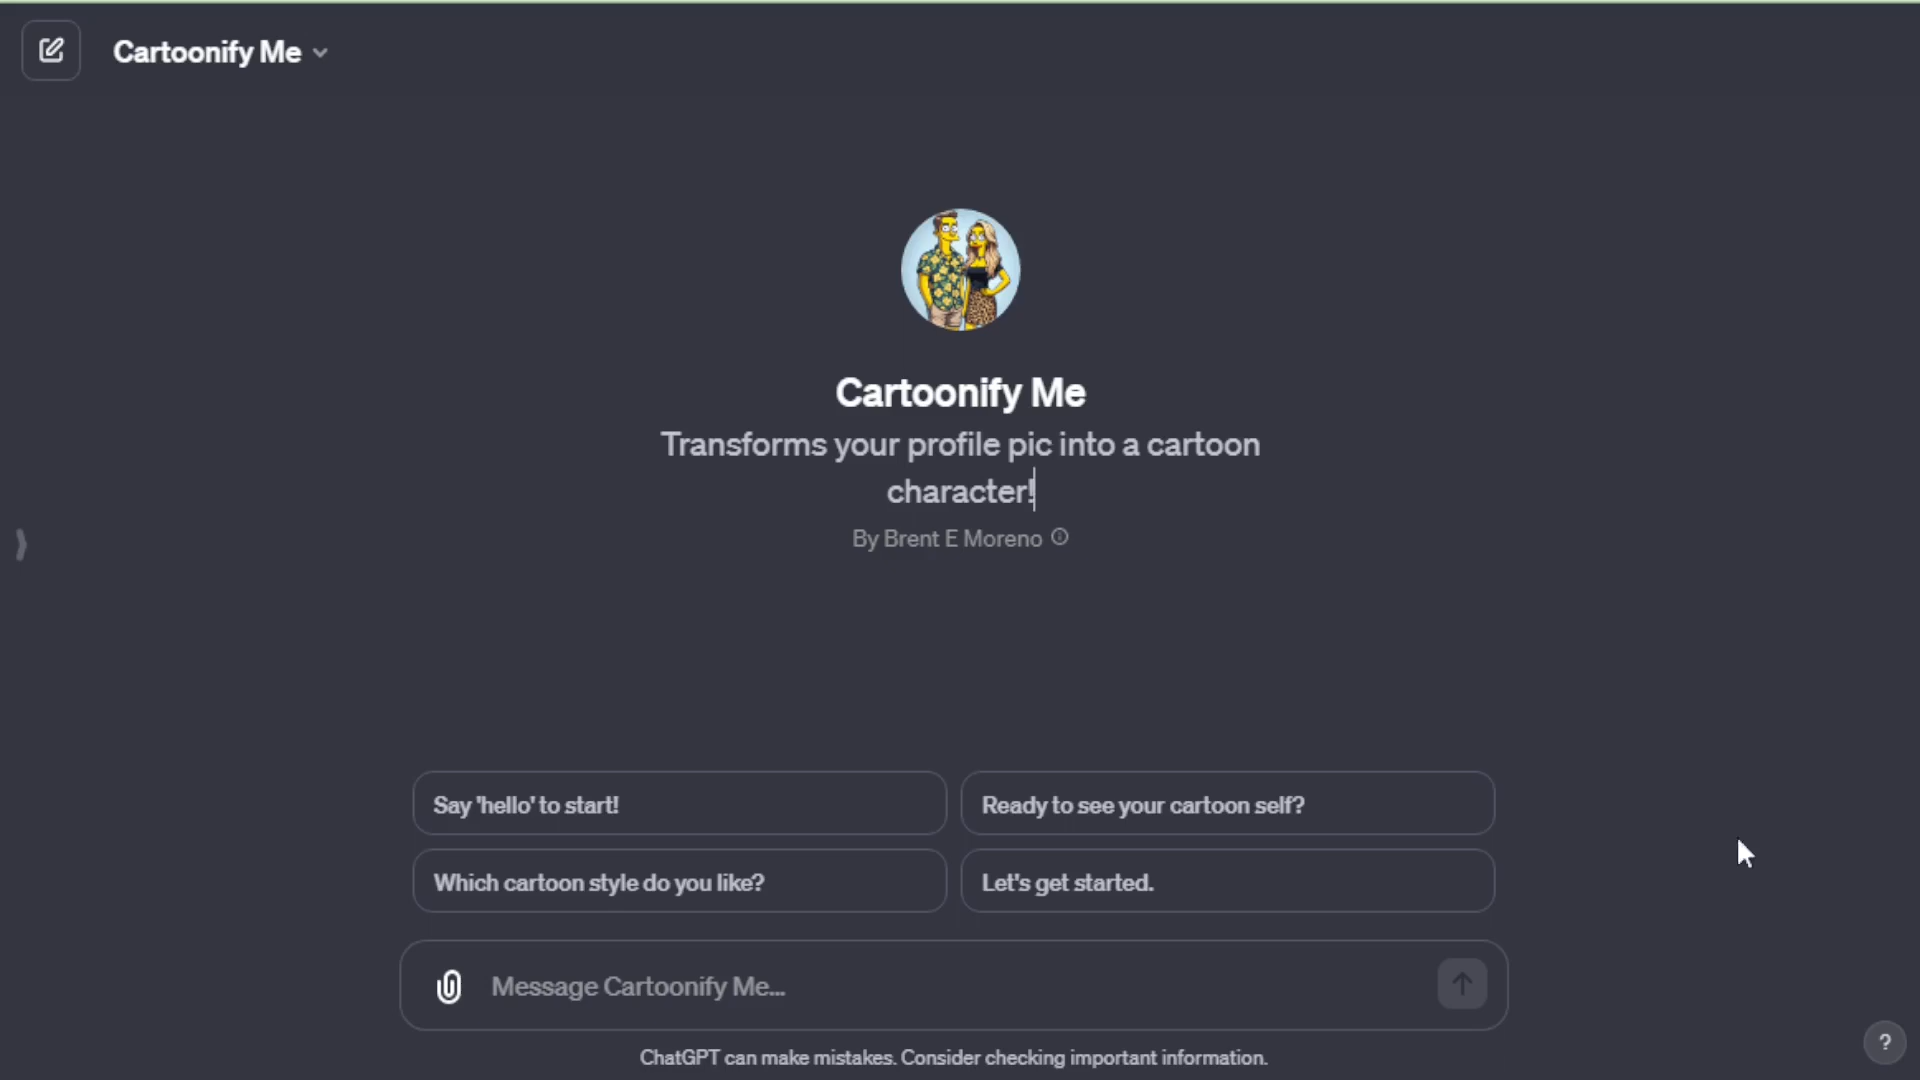 Cartoonify Me
Cartoonify Me
Transforms your profile pic into a cartoon
character!
By Brent E Moreno
Say 'hello' to start!
Ready to see your cartoon self?
Which cartoon style do you like?
Let's get started.
Message Cartoonify Me...
ChatGPT can make mistakes. Consider checking important information.
?